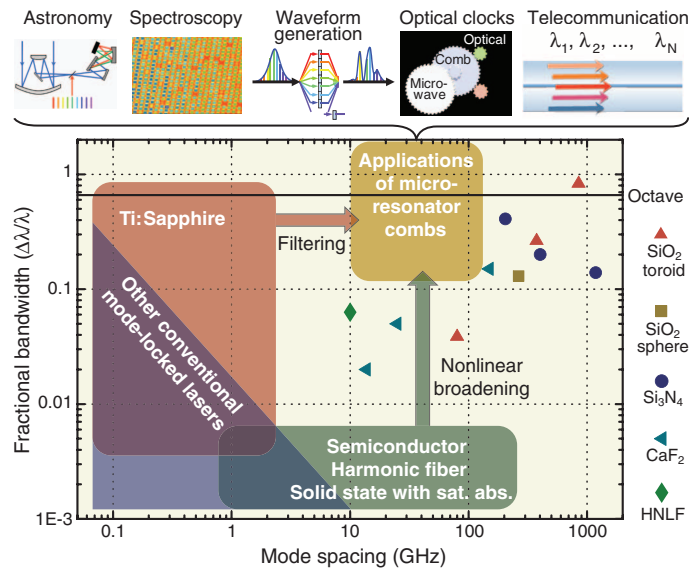 Astronomy
Spectroscopy
Waveform
generation
Optical clocks
Telecommunication
Optical
Comb
Micro-
wave
λ1, λ2, ..., λN
Applications
of micro-
resonator
combs
Ti:Sapphire
Filtering
Other conventional
mode-locked lasers
Nonlinear
broadening
Semiconductor
Harmonic fiber
Solid state with sat. abs.
Octave
SiO2
toroid
SiO2
sphere
Si3N4
CaF2
HNLF
Fractional bandwidth (Δλ/λ)
1
0.1
0.01
1E-3
0.1
1
10
100
1000
Mode spacing (GHz)